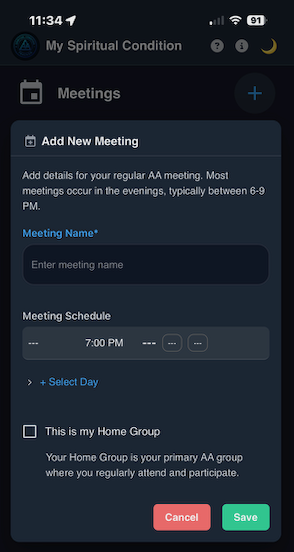 11:34
91
My Spiritual Condition
Meetings
Add New Meeting
Add details for your regular AA meeting. Most
meetings occur in the evenings, typically between 6-9
PM.
Meeting Name*
Enter meeting name
Meeting Schedule
--- 7:00 PM --- --- ---
+ Select Day
This is my Home Group
Your Home Group is your primary AA group
where you regularly attend and participate.
Cancel Save